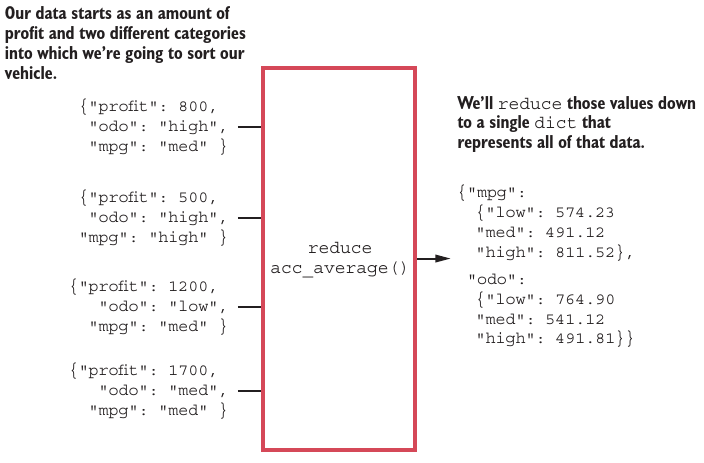 Our data starts as an amount of
profit and two different categories
into which we're going to sort our
vehicle.
{"profit": 800,
"odo": "high",
"mpg": "med" }
{"profit": 500,
"odo": "high",
"mpg": "high" }
{"profit": 1200,
"odo": "low",
"mpg": "med" }
{"profit": 1700,
"odo": "med",
"mpg": "med" }
reduce
acc_average()
We'll reduce those values down
to a single dict that
represents all of that data.
{"mpg":
{"low": 574.23
"med": 491.12
"high": 811.52},
"odo":
{"low": 764.90
"med": 541.12
"high": 491.81}}